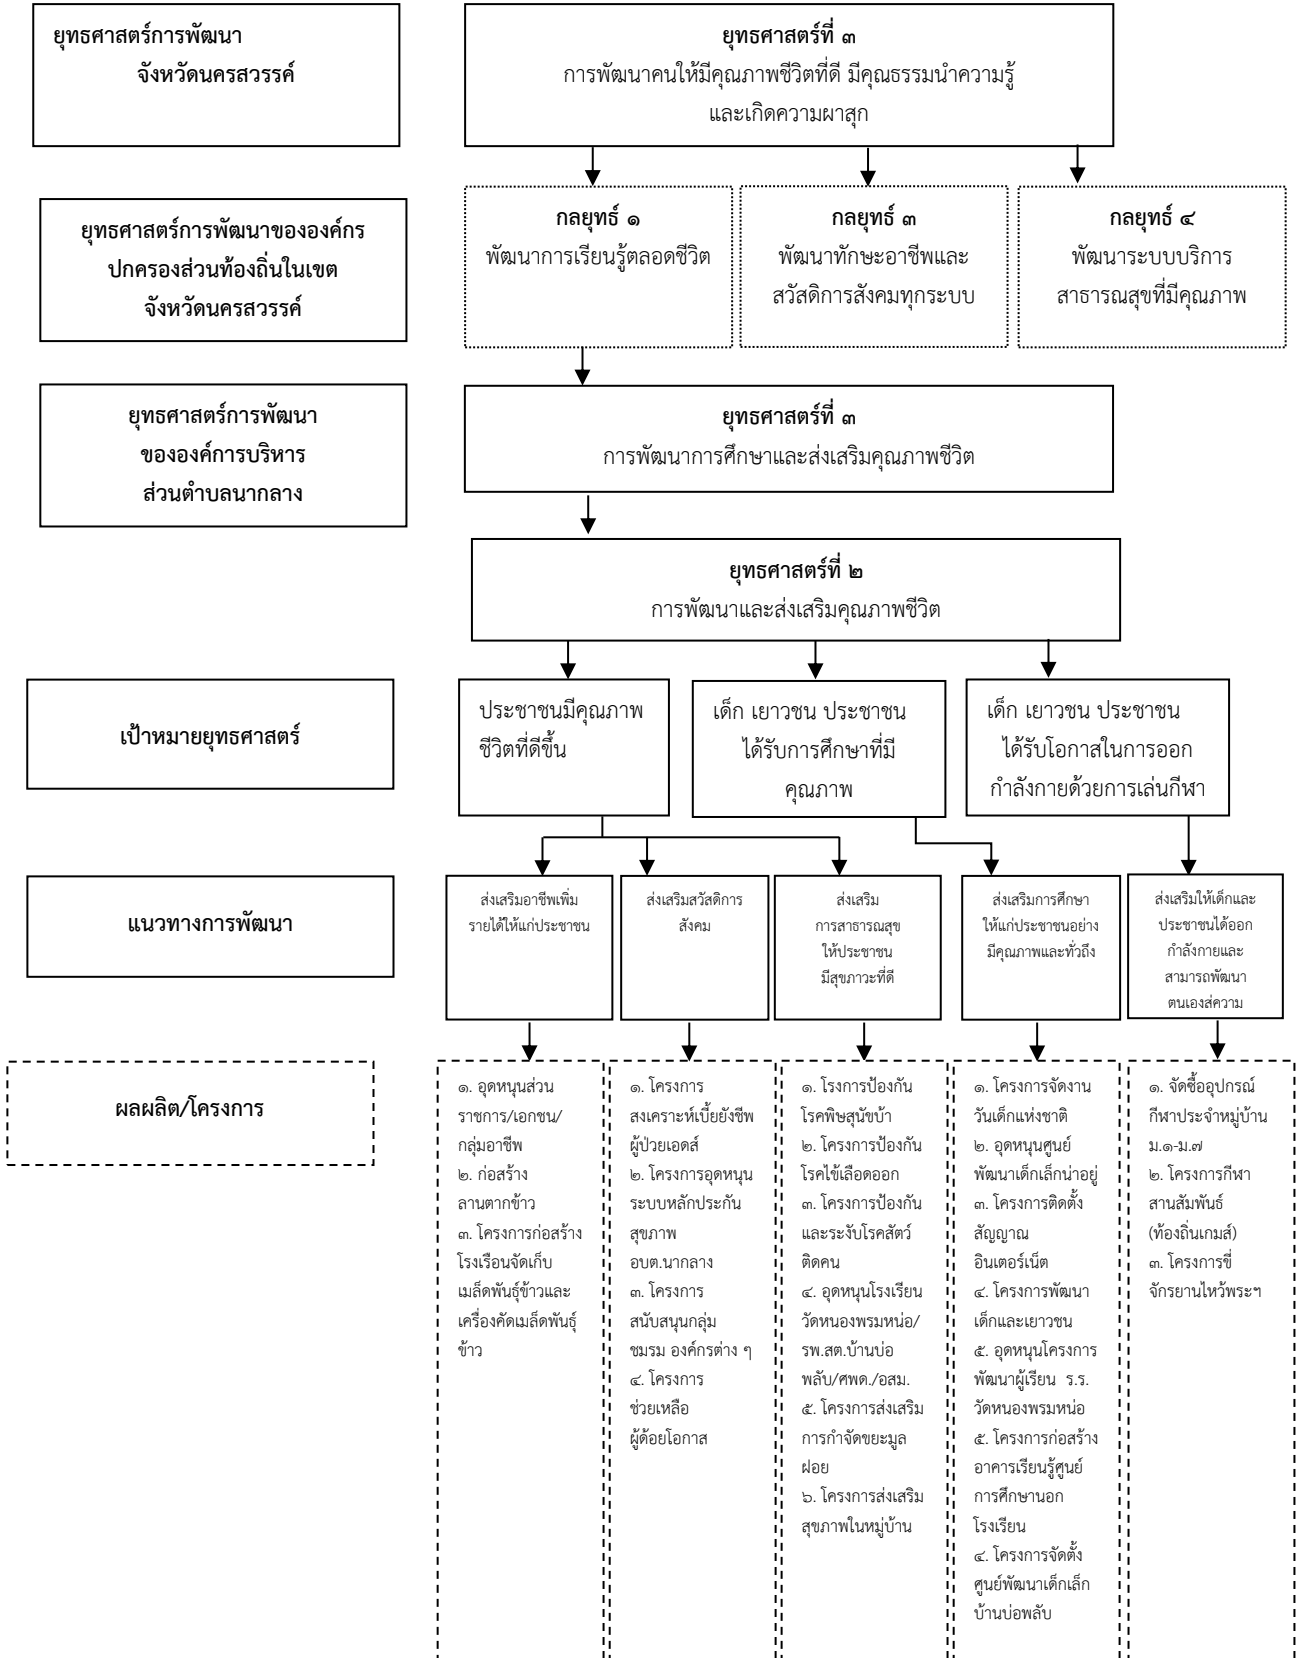 ยุทธศาสตร์การพัฒนา
จังหวัดนครสวรรค์
ยุทธศาสตร์ที่ ๓
การพัฒนาคนให้มีคุณภาพชีวิตที่ดี มีคุณธรรมนำความรู้
และเกิดความผาสุก
ยุทธศาสตร์การพัฒนาขององค์กร
ปกครองส่วนท้องถิ่นในเขต
จังหวัดนครสวรรค์
กลยุทธ์ ๑
พัฒนาการเรียนรู้ตลอดชีวิต
กลยุทธ์ ๓
พัฒนาทักษะอาชีพและ
สวัสดิการสังคมทุกระบบ
กลยุทธ์ ๔
พัฒนาระบบบริการ
สาธารณสุขที่มีคุณภาพ
ยุทธศาสตร์การพัฒนา
ขององค์การบริหาร
ส่วนตำบลนากลาง
ยุทธศาสตร์ที่ ๓
การพัฒนาการศึกษาและส่งเสริมคุณภาพชีวิต
ยุทธศาสตร์ที่ ๒
การพัฒนาและส่งเสริมคุณภาพชีวิต
เป้าหมายยุทธศาสตร์
ประชาชนมีคุณภาพ
ชีวิตที่ดีขึ้น
เด็ก เยาวชน ประชาชน
ได้รับการศึกษาที่มี
คุณภาพ
เด็ก เยาวชน ประชาชน
ได้รับโอกาสในการออก
กำลังกายด้วยการเล่นกีฬา
แนวทางการพัฒนา
ส่งเสริมอาชีพเพิ่ม
รายได้ให้แก่ประชาชน
ส่งเสริมสวัสดิการ
สังคม
ส่งเสริม
การสาธารณสุข
ให้ประชาชน
มีสุขภาวะที่ดี
ส่งเสริมการศึกษา
ให้แก่ประชาชนอย่าง
มีคุณภาพและทั่วถึง
ส่งเสริมให้เด็กและ
ประชาชนได้ออก
กำลังกายและ
สามารถพัฒนา
ตนเองส่ความ
ผลผลิต/โครงการ
๑. อุดหนุนส่วน
ราชการ/เอกชน/
กลุ่มอาชีพ
๒. ก่อสร้าง
ลานตากข้าว
๓. โครงการก่อสร้าง
โรงเรือนจัดเก็บ
เมล็ดพันธุ์ข้าวและ
เครื่องคัดเมล็ดพันธุ์
ข้าว
๑. โครงการ
สงเคราะห์เบี้ยยังชีพ
ผู้ป่วยเอดส์
๒. โครงการอุดหนุน
ระบบหลักประกัน
สุขภาพ
อบต.นากลาง
๓. โครงการ
สนับสนุนกลุ่ม
ชมรม องค์กรต่าง ๆ
๔. โครงการ
ช่วยเหลือ
ผู้ด้อยโอกาส
๑. โรงการป้องกัน
โรคพิษสุนัขบ้า
๒. โครงการป้องกัน
โรคไข้เลือดออก
๓. โครงการป้องกัน
และระงับโรคสัตว์
ติดคน
๔. อุดหนุนโรงเรียน
วัดหนองพรมหน่อ/
รพ.สต.บ้านบ่อ
พลับ/ศพด./อสม.
๕. โครงการส่งเสริม
การกำจัดขยะมูล
ฝอย
๖. โครงการส่งเสริม
สุขภาพในหมู่บ้าน
๑. โครงการจัดงาน
วันเด็กแห่งชาติ
๒. อุดหนุนศูนย์
พัฒนาเด็กเล็กน่าอยู่
๓. โครงการติดตั้ง
สัญญาณ
อินเตอร์เน็ต
๔. โครงการพัฒนา
เด็กและเยาวชน
๕. อุดหนุนโครงการ
พัฒนาผู้เรียน ร.ร.
วัดหนองพรมหน่อ
๕. โครงการก่อสร้าง
อาคารเรียนรู้ศูนย์
การศึกษานอก
โรงเรียน
๔. โครงการจัดตั้ง
ศูนย์พัฒนาเด็กเล็ก
บ้านบ่อพลับ
๑. จัดซื้ออุปกรณ์
กีฬาประจำหมู่บ้าน
ม.๑-ม.๗
๒. โครงการกีฬา
สานสัมพันธ์
(ท้องถิ่นเกมส์)
๓. โครงการขี่
จักรยานไหว้พระฯ